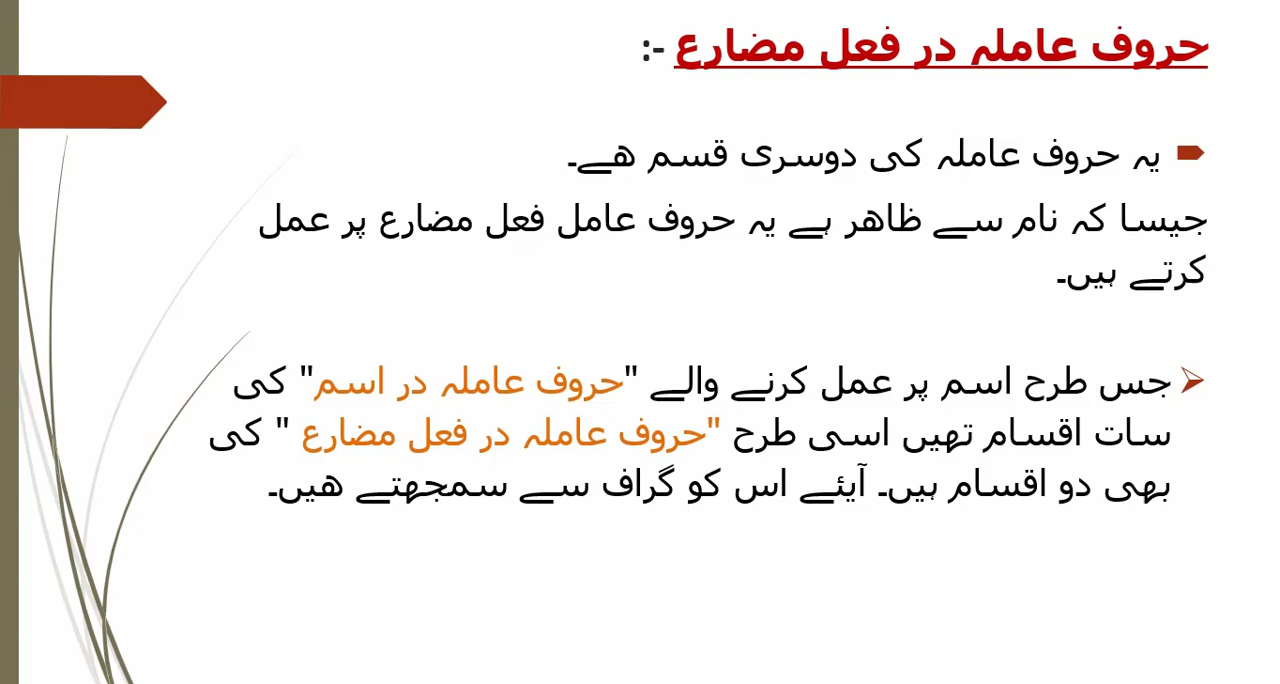 حروف عاملہ در فعل مضارع -:
یہ حروف عاملہ کی دوسری قسم ھے۔
جیسا کہ نام سے ظاھر ہے یہ حروف عامل فعل مضارع پر عمل
کرتے ہیں۔
جس طرح اسم پر عمل کرنے والے "حروف عاملہ در اسم" کی
سات اقسام تھیں اسی طرح "حروف عاملہ در فعل مضارع " کی
بھی دو اقسام ہیں۔ آیئے اس کو گراف سے سمجھتے ھیں۔